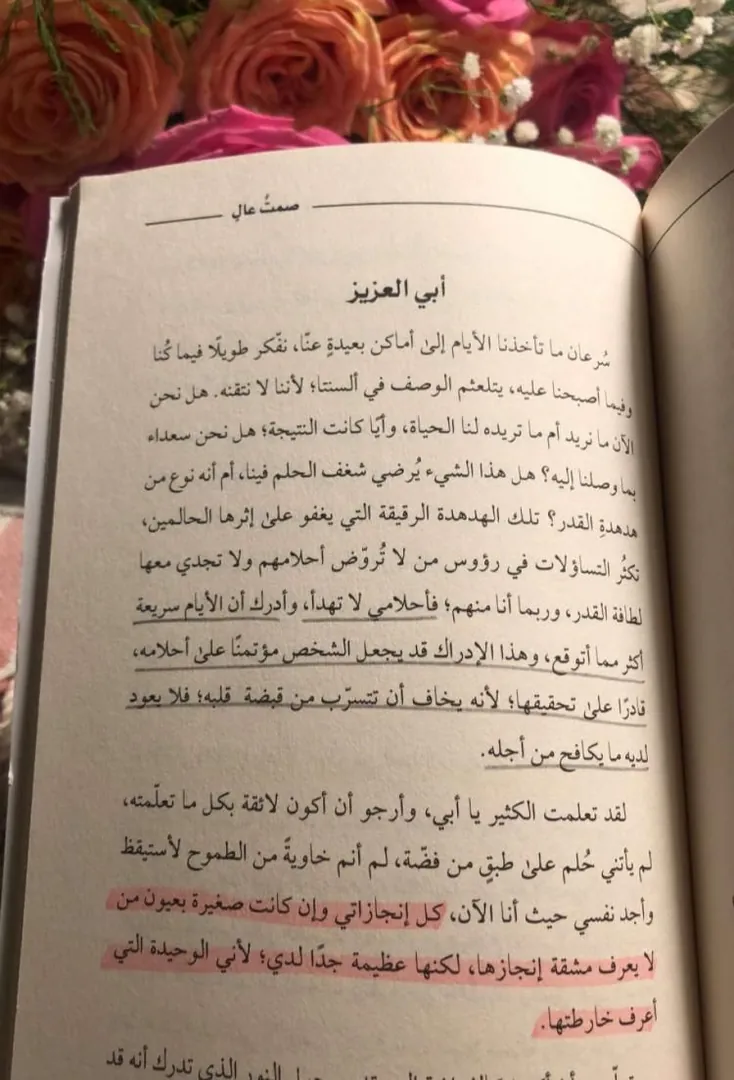 صمتُ عالٍ
أبي العزيز
سُرعان ما تأخذنا الأيام إلىٰ أماكن بعيدةٍ عنّا، نفّكر طويلًا فيما كُنا
وفيما أصبحنا عليه، يتلعثم الوصف في ألسنتا؛ لأننا لا نتقنه. هل نحن
الآن ما نريد أم ما تريده لنا الحياة، وأيًا كانت النتيجة؛ هل نحن سعداء
بما وصلنا إليه؟ هل هذا الشيء يُرضي شغف الحلم فينا، أم أنه نوع من
هدهدةِ القدر؟ تلك الهدهدة الرقيقة التي يغفو علىٰ إثرها الحالمين،
تكثُر التساؤلات في رؤوس من لا تُروّض أحلامهم ولا تجدي معها
لطافة القدر، وربما أنا منهم؛ فأحلامي لا تهدأ، وأدرك أن الأيام سريعة
أكثر مما أتوقع، وهذا الإدراك قد يجعل الشخص مؤتمنًا علىٰ أحلامه،
قادرًا علىٰ تحقيقها؛ لأنه يخاف أن تتسرّب من قبضة قلبه؛ فلا يعود
لديه ما يكافح من أجله.
لقد تعلمت الكثير يا أبي، وأرجو أن أكون لائقة بكل ما تعلّمته،
لم يأتني حُلم علىٰ طبقٍ من فضّة، لم أنم خاويةً من الطموح لأستيقظ
وأجد نفسي حيث أنا الآن، كل إنجازاتي وإن كانت صغيرة بعيون من
لا يعرف مشقة إنجازها، لكنها عظيمة جدًا لدي؛ لأني الوحيدة التي
أعرف خارطتها.
النور الذي تدرك أنه قد